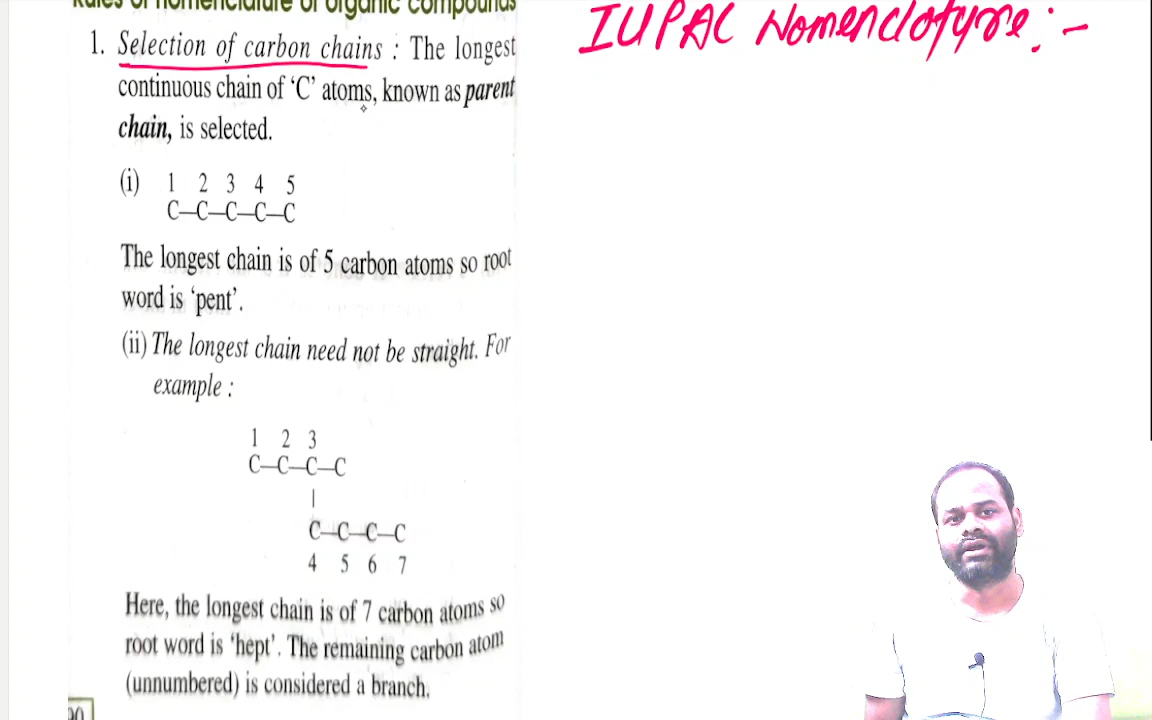 Rules of nomenclature of organic compounds
IUPAC Nomenclotyre:-
1. Selection of carbon chains : The longest
continuous chain of ‘C’ atoms, known as parent
chain, is selected.
(i) 1 2 3 4 5
C–C–C–C–C
The longest chain is of 5 carbon atoms so root
word is ‘pent’.
(ii) The longest chain need not be straight. For
example :
1 2 3
C–C–C–C
|
C–C–C–C
4 5 6 7
Here, the longest chain is of 7 carbon atoms so
root word is ‘hept’. The remaining carbon atom
(unnumbered) is considered a branch.